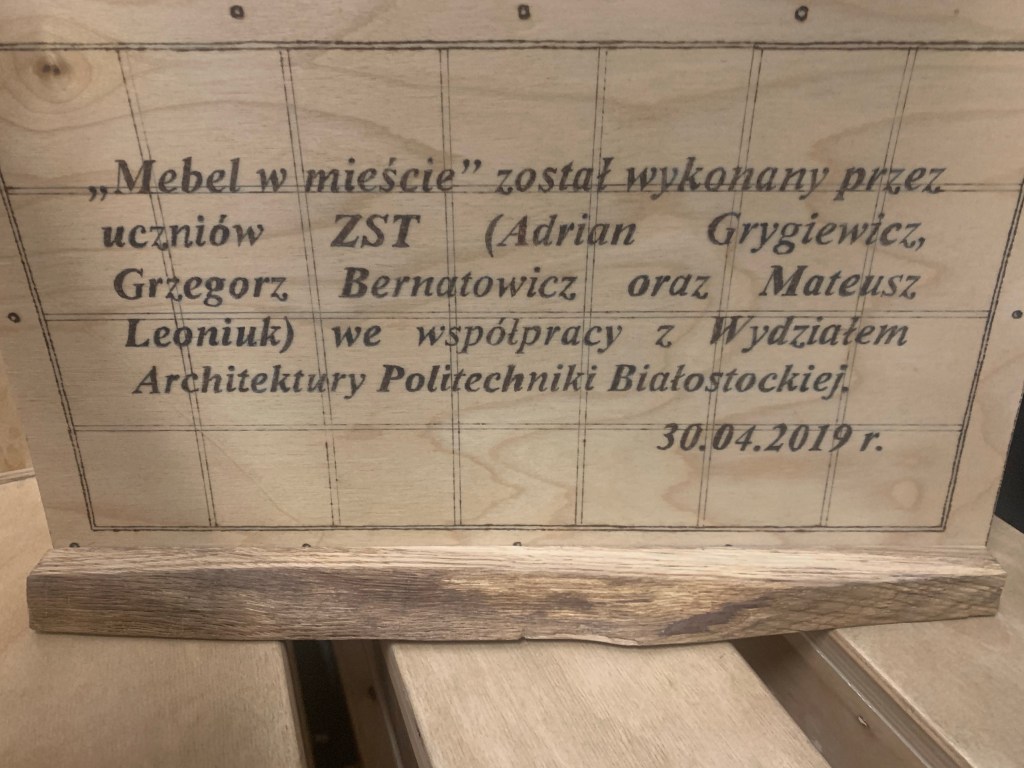 „Mebel w mieście” został wykonany przez
uczniów ZST (Adrian Grygiewicz,
Grzegorz Bernatowicz oraz Mateusz
Leoniuk) we współpracy z Wydziałem
Architektury Politechniki Białostockiej.
30.04.2019 r.